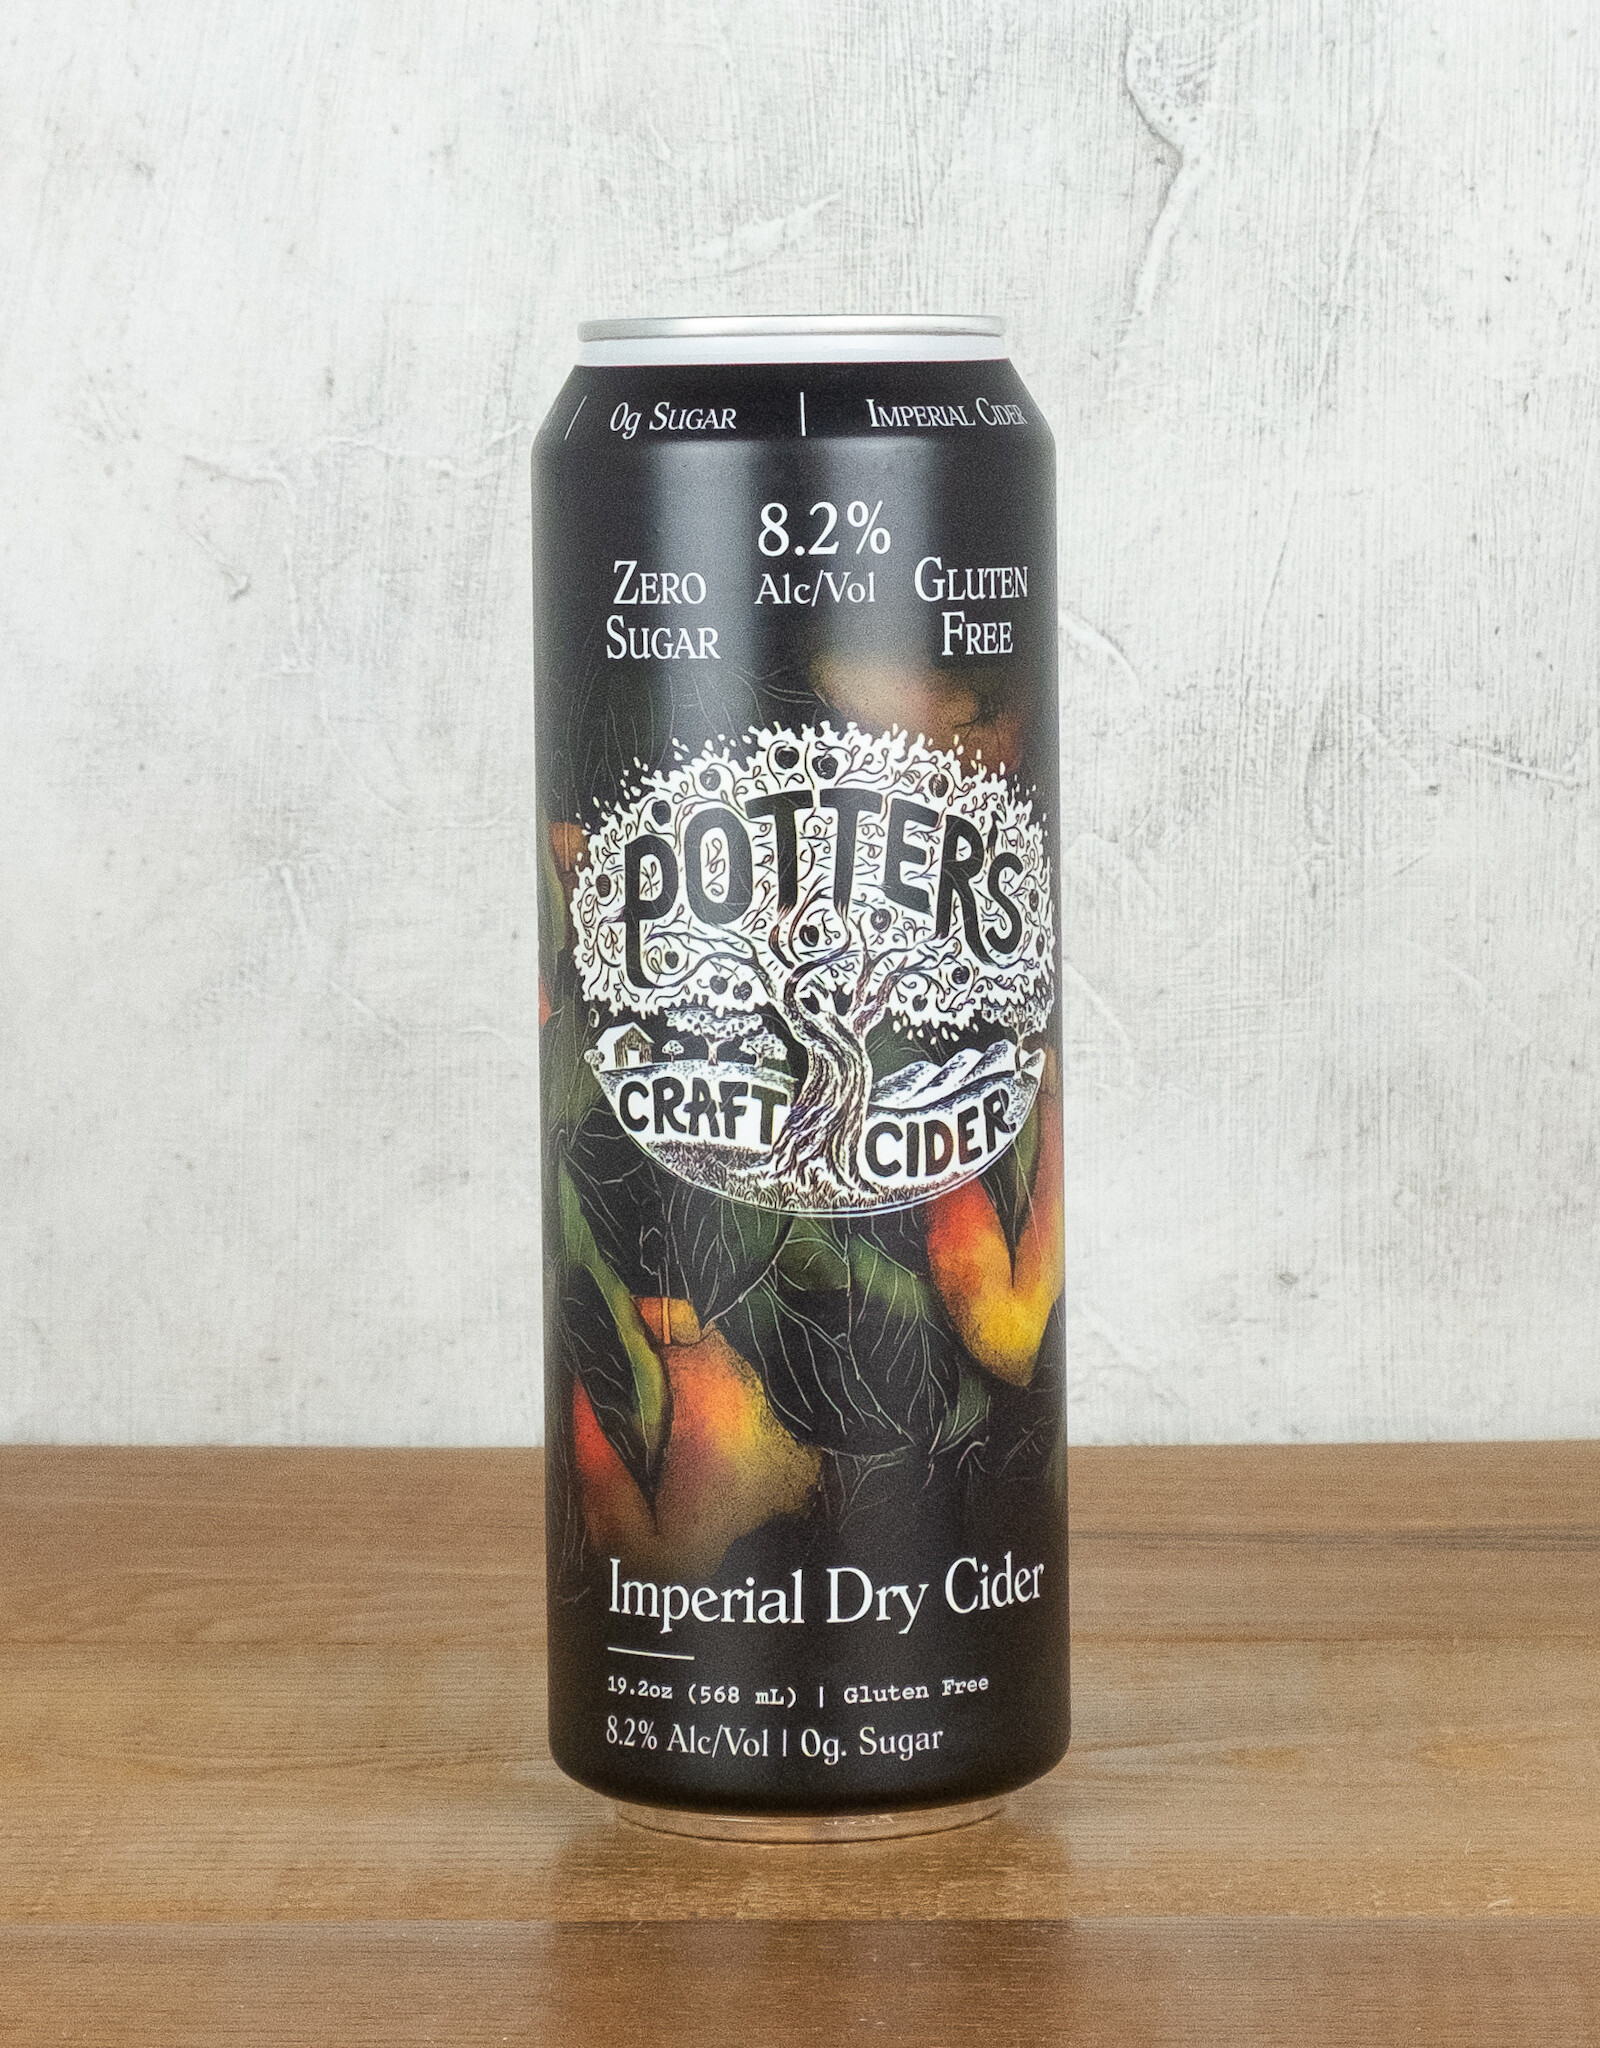 0g SUGAR | IMPERIAL CIDER
8.2%
Alc/Vol
ZERO
SUGAR
GLUTEN
FREE
POTTER'S
CRAFT CIDER
Imperial Dry Cider
19.2oz (568 mL) | Gluten Free
8.2% Alc/Vol | 0g. Sugar